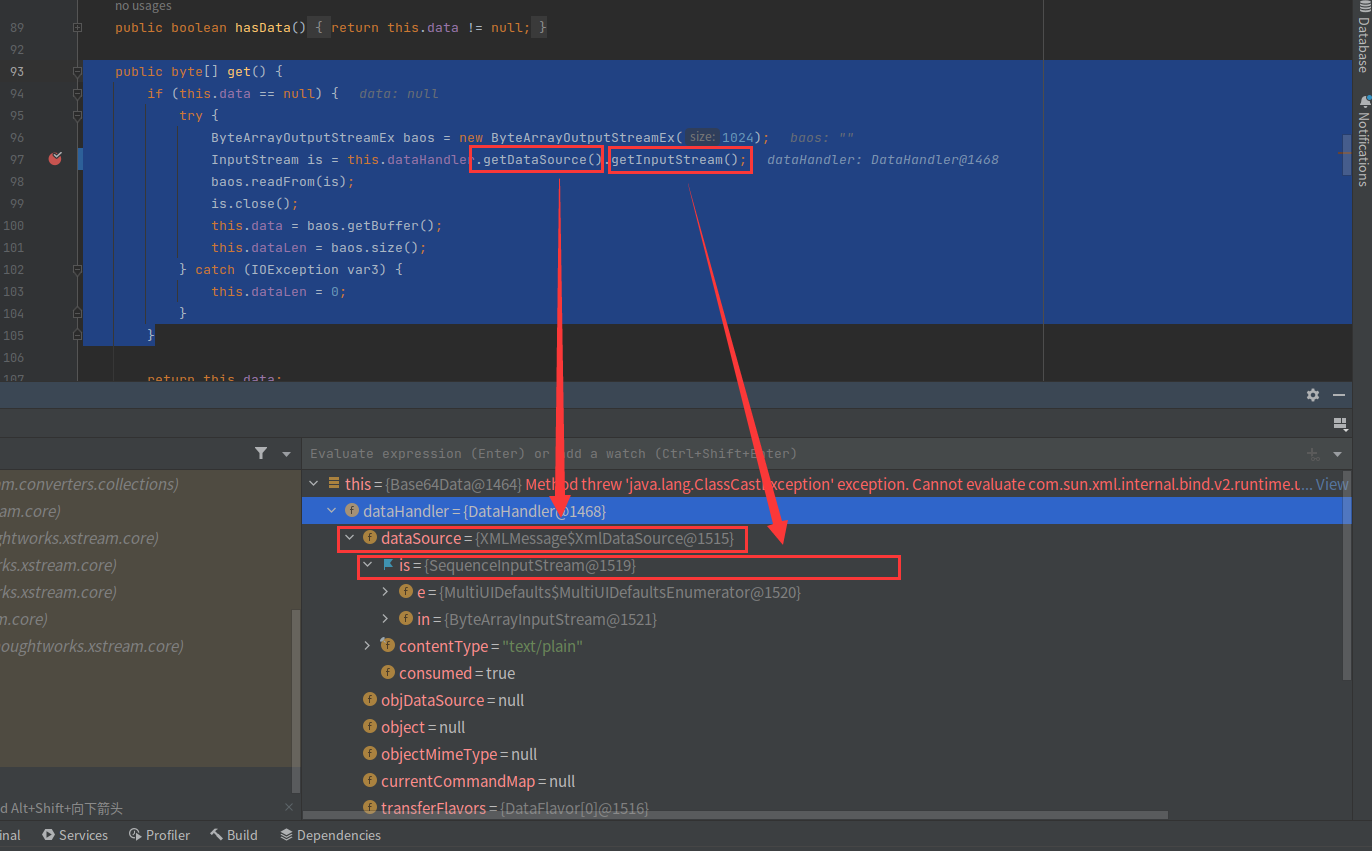 no usages
89 public boolean hasData() { return this.data != null; }
92
93 public byte[] get() {
94 if (this.data == null) { data: null
95 try {
96 ByteArrayOutputStreamEx baos = new ByteArrayOutputStreamEx( size: 1024); baos: ""
97 InputStream is = this.dataHandler.getDataSource().getInputStream(); dataHandler: DataHandler@1468
98 baos.readFrom(is);
99 is.close();
100 this.data = baos.getBuffer();
101 this.dataLen = baos.size();
102 } catch (IOException var3) {
103 this.dataLen = 0;
104 }
105 }
106
107 return this.data;
Database
Notifications
Evaluate expression (Enter) or add a watch (Ctrl+Shift+Enter)
m.converters.collections)
am.core)
ghtworks.xstream.core)
ks.xstream.core)
works.xstream.core)
m.core)
oughtworks.xstream.core)
d Alt+Shift+向下箭头
this = {Base64Data@1464} Method threw 'java.lang.ClassCastException' exception. Cannot evaluate com.sun.xml.internal.bind.v2.runtime.u... View
dataHandler = {DataHandler@1468}
dataSource = {XMLMessage$XmlDataSource@1515}
is = {SequenceInputStream@1519}
e = {MultiUIDefaults$MultiUIDefaultsEnumerator@1520}
in = {ByteArrayInputStream@1521}
contentType = "text/plain"
consumed = true
objDataSource = null
object = null
objectMimeType = null
currentCommandMap = null
transferFlavors = {DataFlavor[0]@1516}
inal Services Profiler Build Dependencies